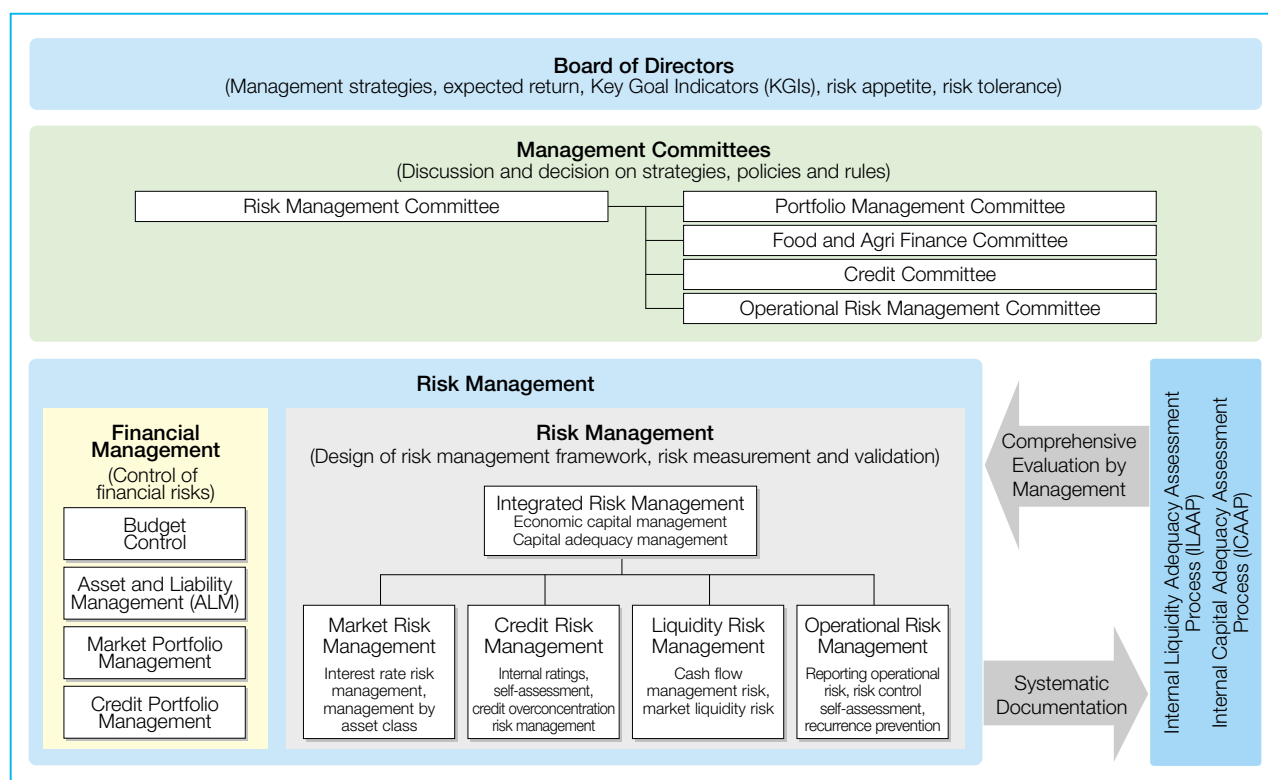 Board of Directors
(Management strategies, expected return, Key Goal Indicators (KGIs), risk appetite, risk tolerance)
Management Committees
(Discussion and decision on strategies, policies and rules)
Risk Management Committee
Portfolio Management Committee
Food and Agri Finance Committee
Credit Committee
Operational Risk Management Committee
Risk Management
Financial
Management
(Control of
financial risks)
Budget
Control
Asset and Liability
Management (ALM)
Market Portfolio
Management
Credit Portfolio
Management
Risk Management
(Design of risk management framework, risk measurement and validation)
Integrated Risk Management
Economic capital management
Capital adequacy management
Market Risk
Management
Interest rate risk
management,
management by
asset class
Credit Risk
Management
Internal ratings,
self-assessment,
credit overconcentration
risk management
Liquidity Risk
Management
Cash flow
management risk,
market liquidity risk
Operational Risk
Management
Reporting operational
risk, risk control
self-assessment,
recurrence prevention
Comprehensive
Evaluation by
Management
Systematic
Documentation
Internal Liquidity Adequacy Assessment
Process (ILAAP)
Internal Capital Adequacy Assessment
Process (ICAAP)